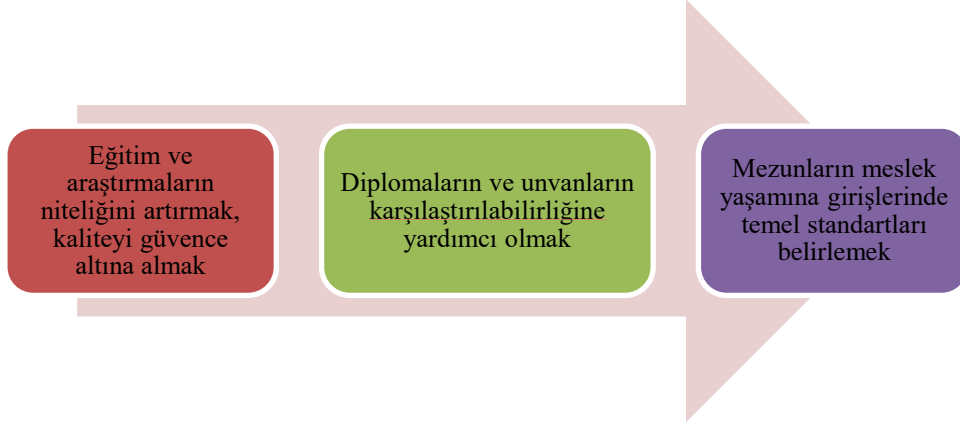 Eğitim ve
araştırmaların
niteliğini artırmak,
kaliteyi güvence
altına almak
Diplomaların ve unvanların
karşılaştırılabilirliğine
yardımcı olmak
Mezunların meslek
yaşamına girişlerinde
temel standartları
belirlemek